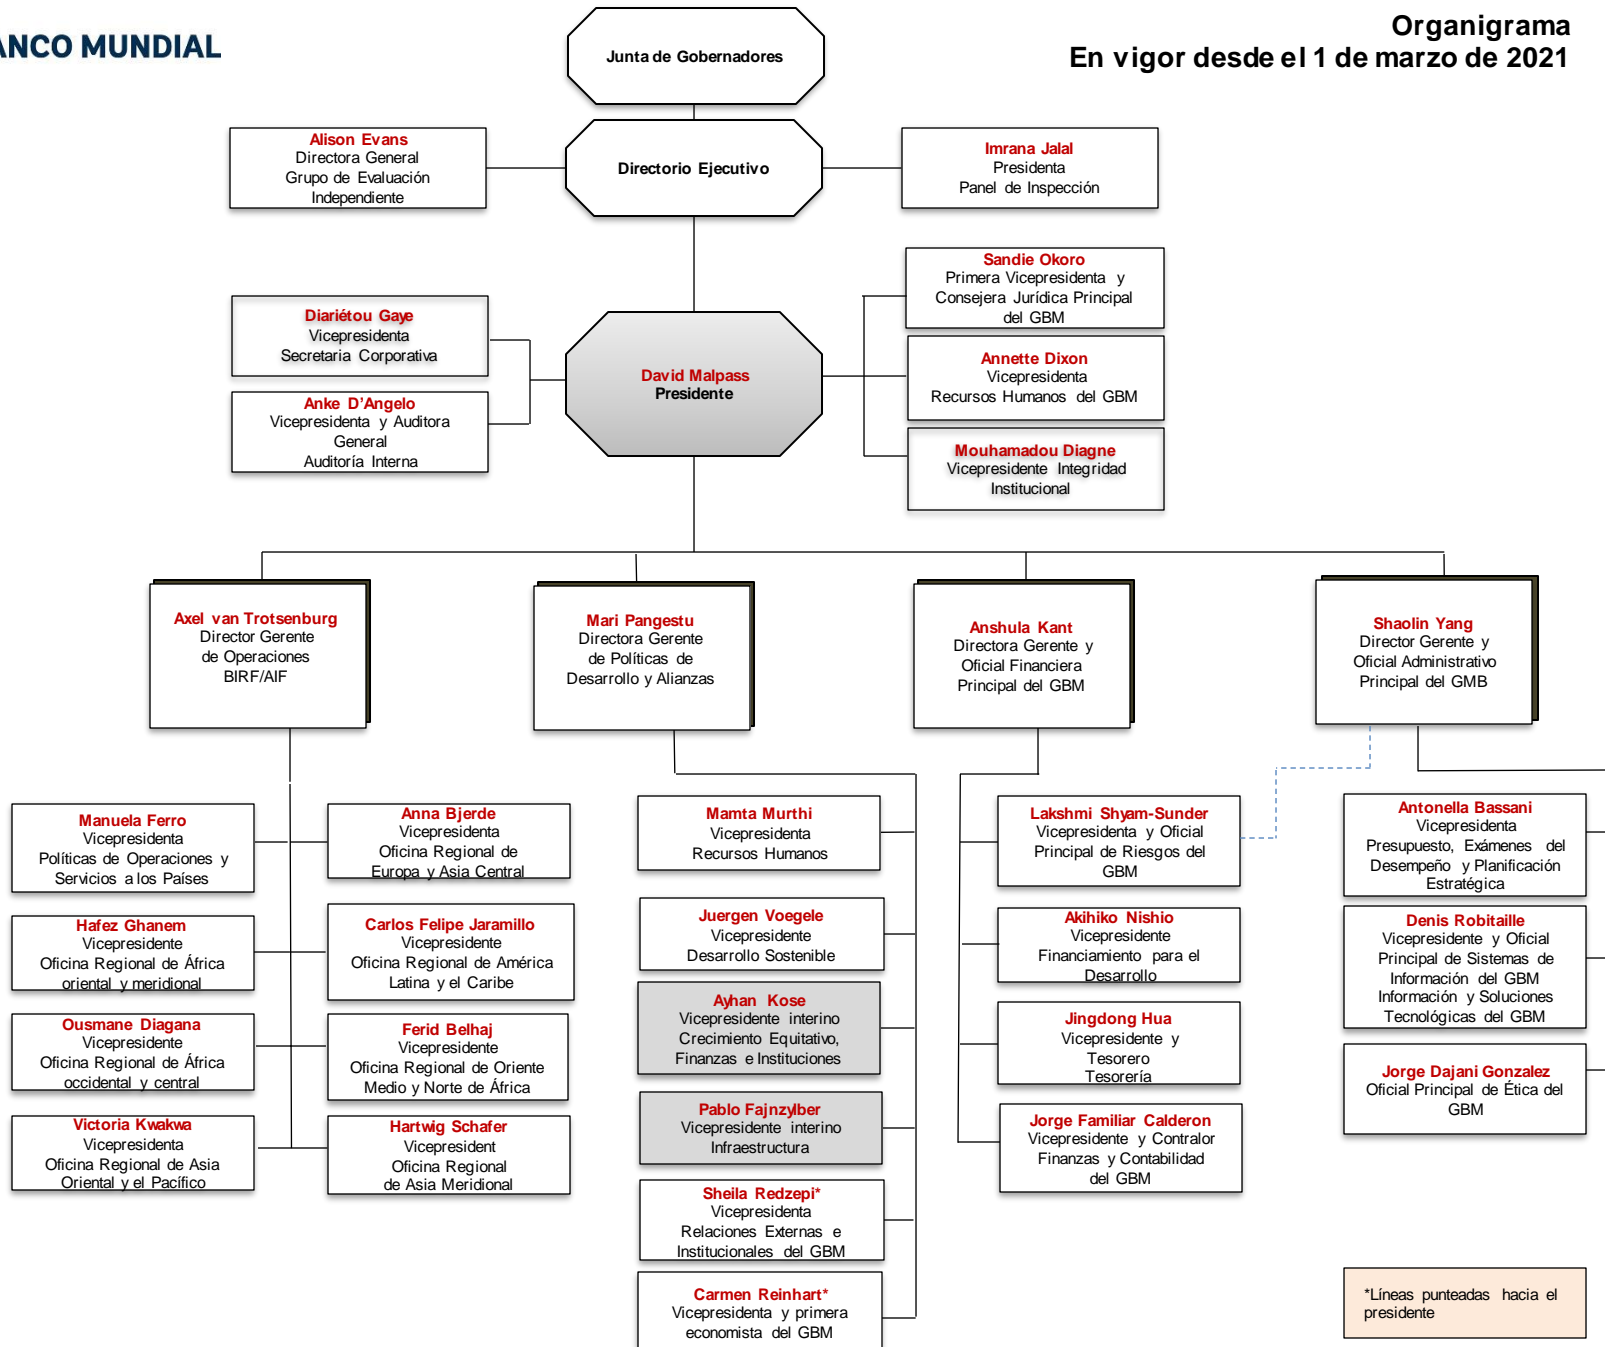 ANCO MUNDIAL
Organigrama
En vigor desde el 1 de marzo de 2021
Junta de Gobernadores
Alison Evans
Directora General
Grupo de Evaluación
Independiente
Directorio Ejecutivo
Imrana Jalal
Presidenta
Panel de Inspección
Diariétou Gaye
Vicepresidenta
Secretaria Corporativa
Anke D'Angelo
Vicepresidenta y Auditora
General
Auditoría Interna
David Malpass
Presidente
Sandie Okoro
Primera Vicepresidenta y
Consejera Jurídica Principal
del GBM
Annette Dixon
Vicepresidenta
Recursos Humanos del GBM
Mouhamadou Diagne
Vicepresidente Integridad
Institucional
Axel van Trotsenburg
Director Gerente
de Operaciones
BIRF/AIF
Mari Pangestu
Directora Gerente
de Políticas de
Desarrollo y Alianzas
Anshula Kant
Directora Gerente y
Oficial Financiera
Principal del GBM
Shaolin Yang
Director Gerente y
Oficial Administrativo
Principal del GMB
Manuela Ferro
Vicepresidenta
Políticas de Operaciones y
Servicios a los Países
Anna Bjerde
Vicepresidenta
Oficina Regional de
Europa y Asia Central
Hafez Ghanem
Vicepresidente
Oficina Regional de África
oriental y meridional
Carlos Felipe Jaramillo
Vicepresidente
Oficina Regional de América
Latina y el Caribe
Ousmane Diagana
Vicepresidente
Oficina Regional de África
occidental y central
Ferid Belhaj
Vicepresidente
Oficina Regional de Oriente
Medio y Norte de África
Victoria Kwakwa
Vicepresidenta
Oficina Regional de Asia
Oriental y el Pacífico
Hartwig Schafer
Vicepresident
Oficina Regional
de Asia Meridional
Mamta Murthi
Vicepresidenta
Recursos Humanos
Juergen Voegele
Vicepresidente
Desarrollo Sostenible
Ayhan Kose
Vicepresidente interino
Crecimiento Equitativo,
Finanzas e Instituciones
Pablo Fajnzylber
Vicepresidente interino
Infraestructura
Sheila Redzepi*
Vicepresidenta
Relaciones Externas e
Institucionales del GBM
Carmen Reinhart*
Vicepresidenta y primera
economista del GBM
Lakshmi Shyam-Sunder
Vicepresidenta y Oficial
Principal de Riesgos del
GBM
Akihiko Nishio
Vicepresidente
Financiamiento para el
Desarrollo
Jingdong Hua
Vicepresidente y
Tesorero
Tesorería
Jorge Familiar Calderon
Vicepresidente y Contralor
Finanzas y Contabilidad
del GBM
Antonella Bassani
Vicepresidenta
Presupuesto, Exámenes del
Desempeño y Planificación
Estratégica
Denis Robitaille
Vicepresidente y Oficial
Principal de Sistemas de
Información del GBM
Información y Soluciones
Tecnológicas del GBM
Jorge Dajani Gonzalez
Oficial Principal de Ética del
GBM
*Líneas punteadas hacia el
presidente